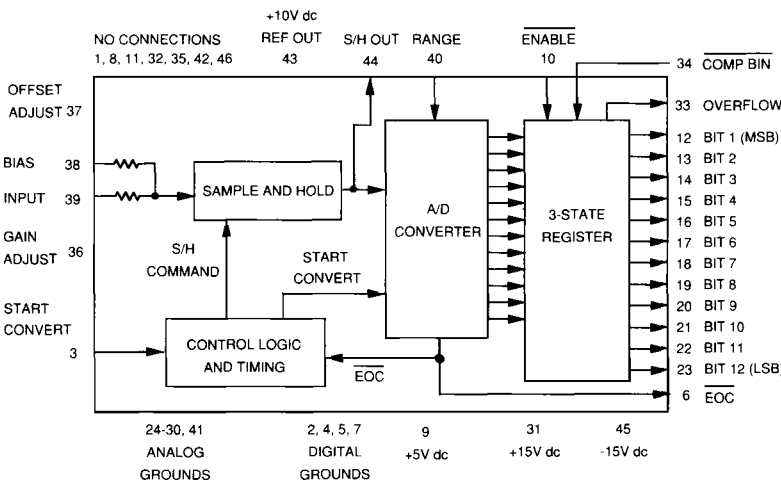 +10V dc
NO CONNECTIONS REF OUT S/H OUT RANGE ENABLE
1, 8, 11, 32, 35, 42, 46 43 44 40 10
34 COMP BIN
OFFSET
ADJUST 37
33 OVERFLOW
12 BIT 1 (MSB)
13 BIT 2
14 BIT 3
15 BIT 4
16 BIT 5
17 BIT 6
18 BIT 7
19 BIT 8
20 BIT 9
21 BIT 10
22 BIT 11
23 BIT 12 (LSB)
6 EOC
BIAS 38
INPUT 39
GAIN
ADJUST 36
START
CONVERT
3
SAMPLE AND HOLD
S/H
COMMAND
START
CONVERT
CONTROL LOGIC
AND TIMING
EOC
A/D
CONVERTER
3-STATE
REGISTER
24-30, 41
ANALOG
GROUNDS
2, 4, 5, 7
DIGITAL
GROUNDS
9
+5V dc
31
+15V dc
45
-15V dc